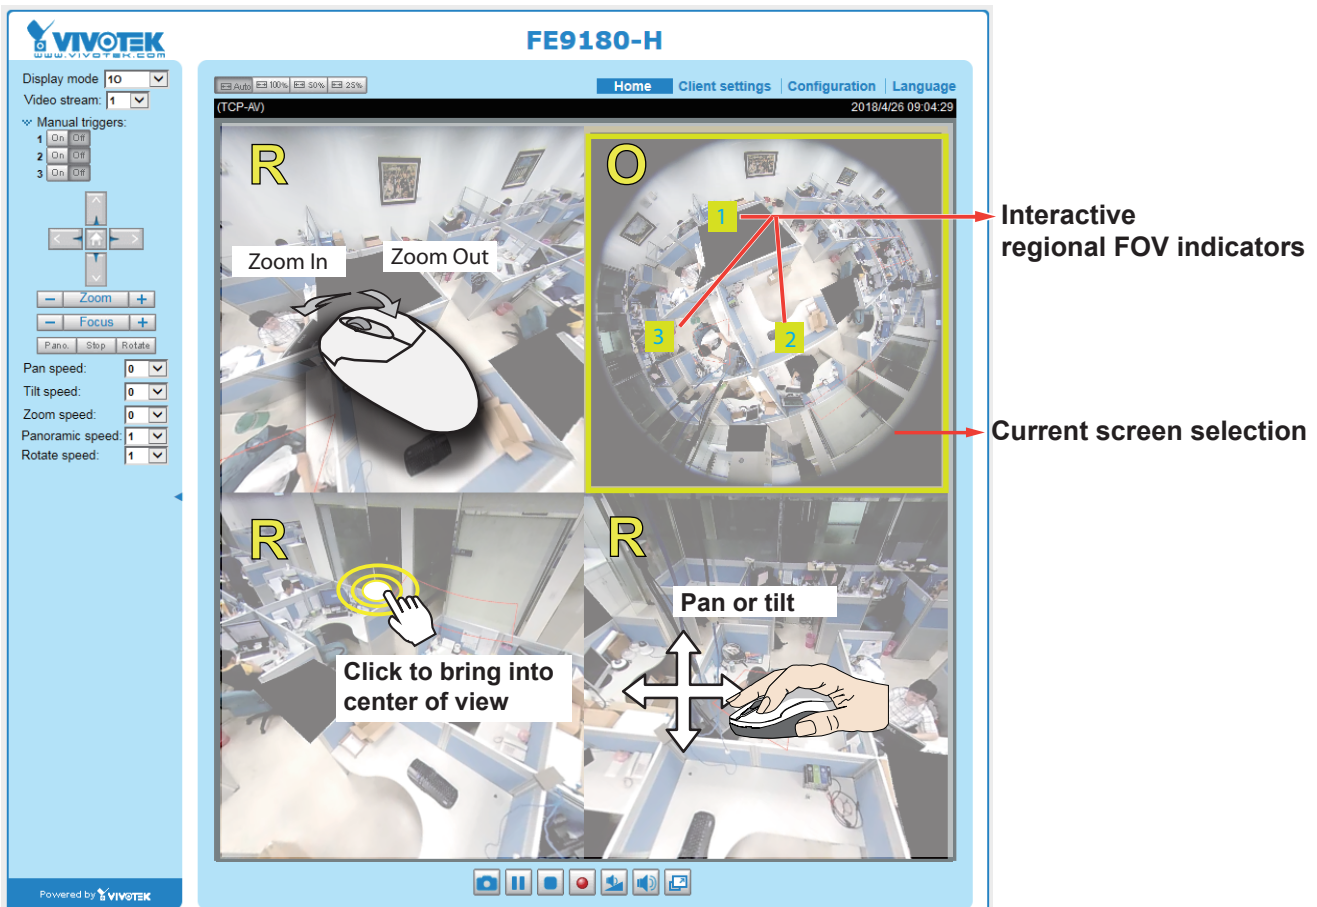 VIVOTEK
www.vivotek.com
FE9180-H
Display mode 1O
Video stream: 1
Manual triggers:
1 On Off
2 On Off
3 On Off
− Zoom +
− Focus +
Pano. Stop Rotate
Pan speed: 0
Tilt speed: 0
Zoom speed: 0
Panoramic speed: 1
Rotate speed: 1
Powered by VIVOTEK
Auto 100% 50% 25%
Home Client settings Configuration Language
(TCP-AV) 2018/4/26 09:04:29
R
Zoom In
Zoom Out
O
1
3
2
Interactive
regional FOV indicators
Current screen selection
R
Click to bring into
center of view
R
Pan or tilt